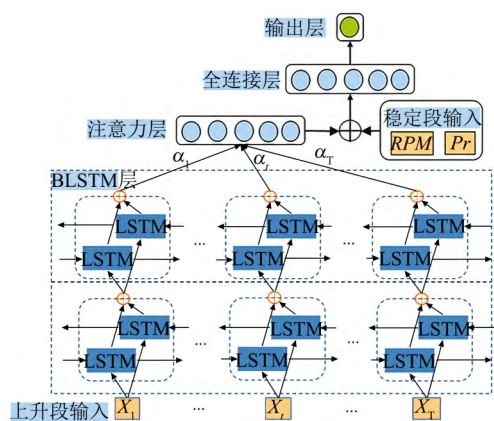 输出层
全连接层
注意力层
稳定段输入
RPM Pr
α1 αt αT
BLSTM层
LSTM ... LSTM ... LSTM
LSTM LSTM LSTM
LSTM ... LSTM ... LSTM
LSTM LSTM LSTM
上升段输入 X1 ... Xt ... XT